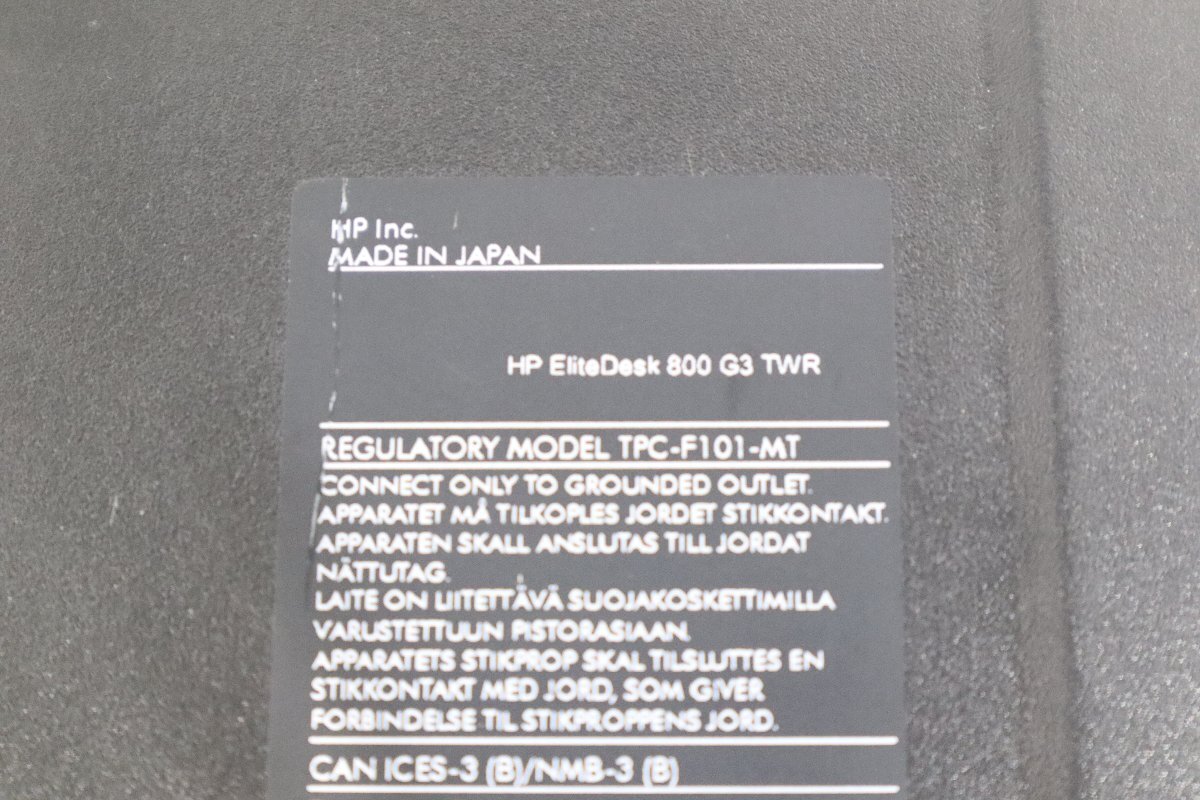 HP Inc.
MADE IN JAPAN
HP EliteDesk 800 G3 TWR
REGULATORY MODEL TPC-F101-MT
CONNECT ONLY TO GROUNDED OUTLET.
APPARATET MÅ TILKOPLES JORDET STIKKONTAKT.
APPARATEN SKALL ANSLUTAS TILL JORDAT
NÄTTUTAG.
LAITE ON LIITETTÄVÄ SUOJAKOSKETTIMILLA
VARUSTETTUUN PISTORASIAAN.
APPARATETS STIKPROP SKAL TILSLUTTES EN
STIKKONTAKT MED JORD, SOM GIVER
FORBINDELSE TIL STIKPROPPENS JORD.
CAN ICES-3 (B)/NMB-3 (B)